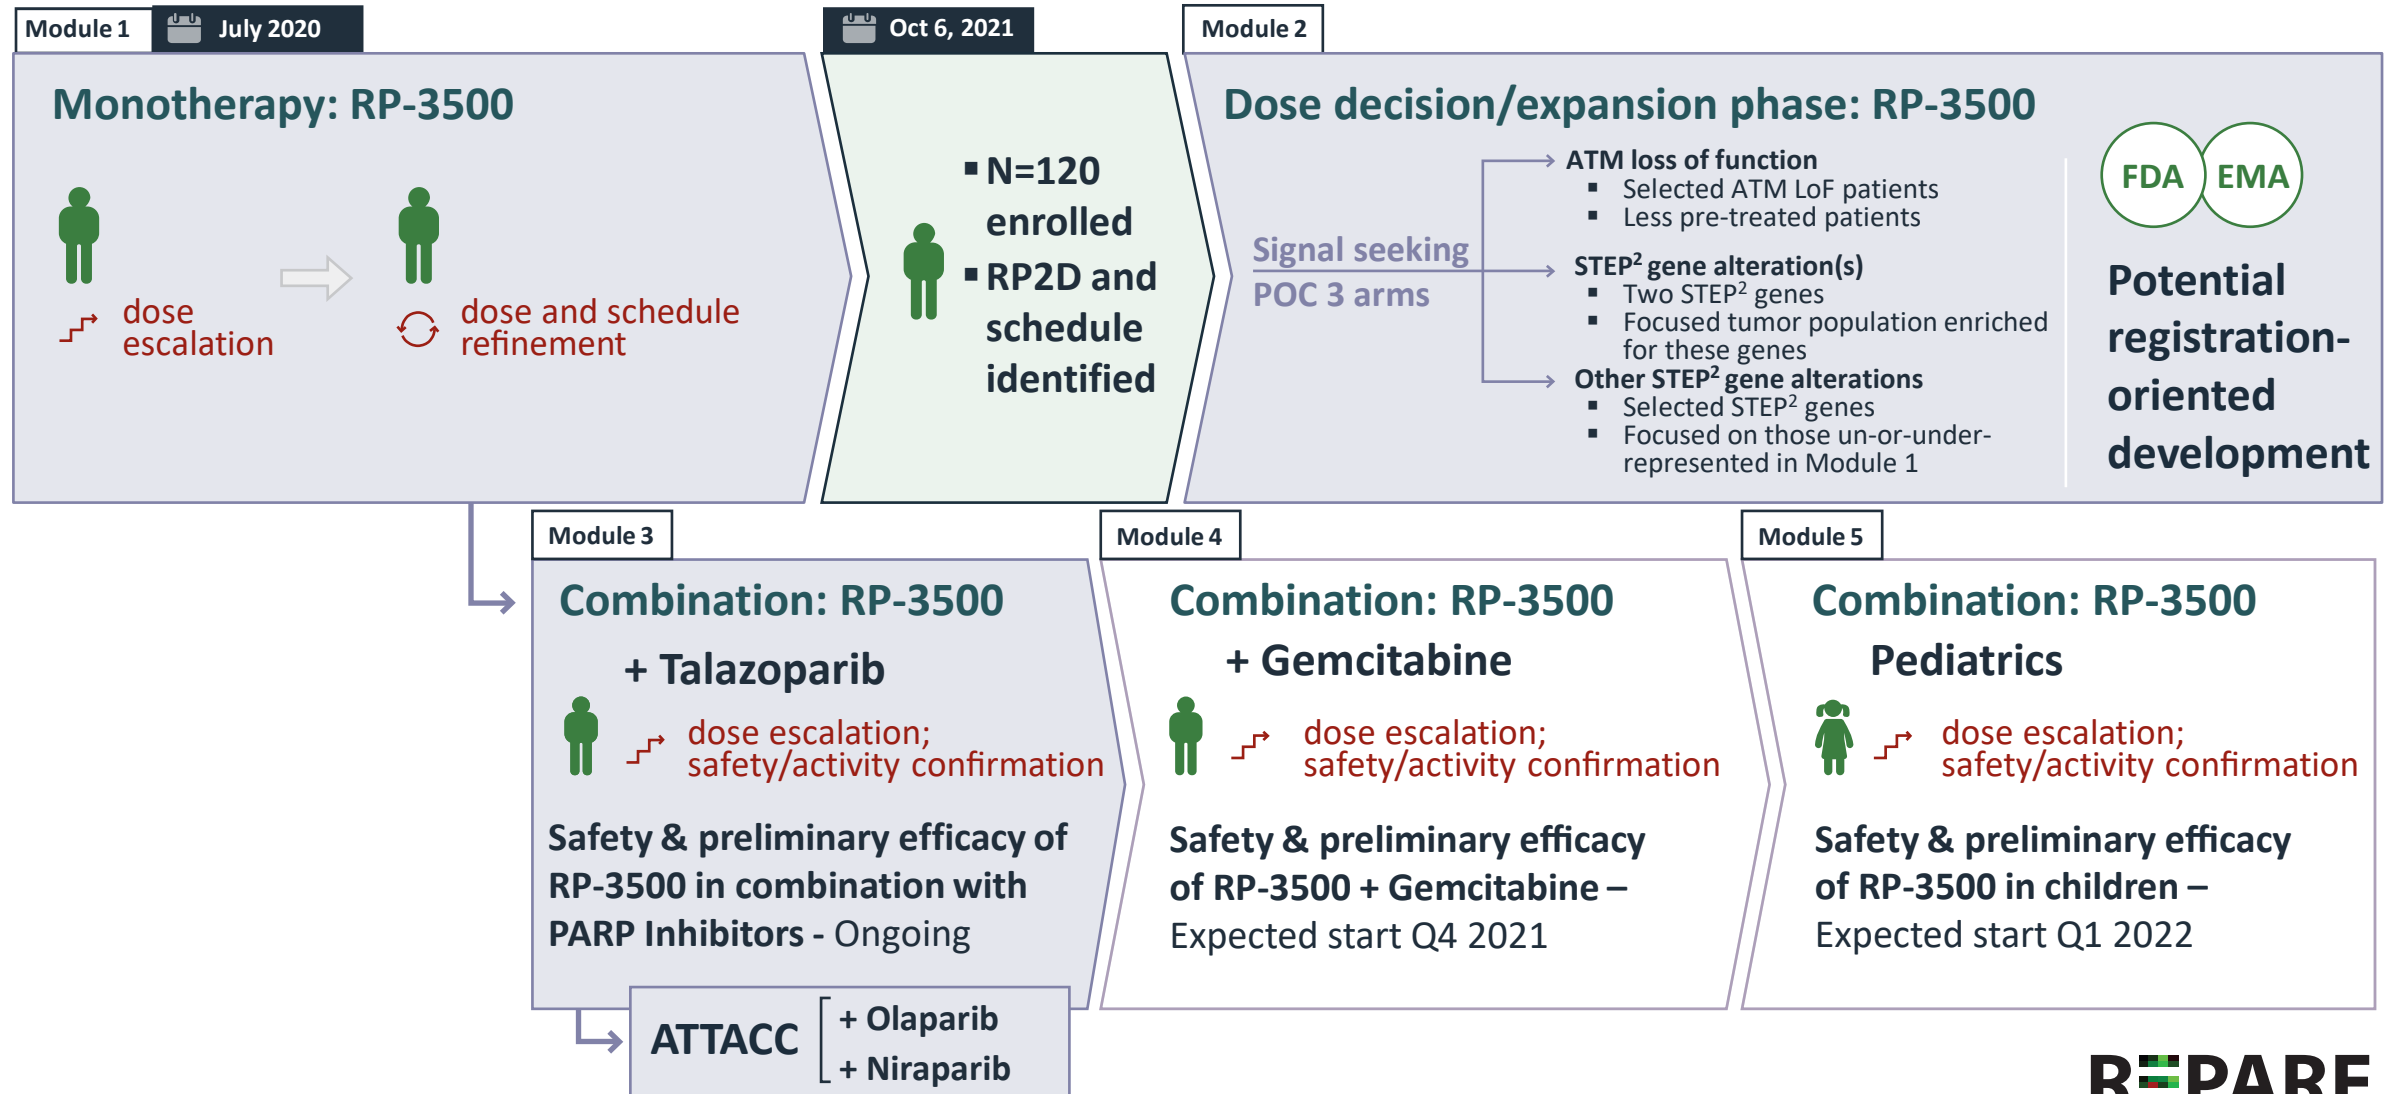 Module 1
July 2020
Monotherapy: RP-3500
dose
escalation
dose and schedule
refinement
Oct 6, 2021
▪ N=120
enrolled
▪ RP2D and
schedule
identified
Module 2
Dose decision/expansion phase: RP-3500
Signal seeking
POC 3 arms
ATM loss of function
▪ Selected ATM LoF patients
▪ Less pre-treated patients
STEP² gene alteration(s)
▪ Two STEP² genes
▪ Focused tumor population enriched
for these genes
Other STEP² gene alterations
▪ Selected STEP² genes
▪ Focused on those un-or-under-
represented in Module 1
FDA EMA
Potential
registration-
oriented
development
Module 3
Combination: RP-3500
+ Talazoparib
dose escalation;
safety/activity confirmation
Safety & preliminary efficacy of
RP-3500 in combination with
PARP Inhibitors - Ongoing
ATTACC
+ Olaparib
+ Niraparib
Module 4
Combination: RP-3500
+ Gemcitabine
dose escalation;
safety/activity confirmation
Safety & preliminary efficacy
of RP-3500 + Gemcitabine –
Expected start Q4 2021
Module 5
Combination: RP-3500
Pediatrics
dose escalation;
safety/activity confirmation
Safety & preliminary efficacy
of RP-3500 in children –
Expected start Q1 2022
REPARE